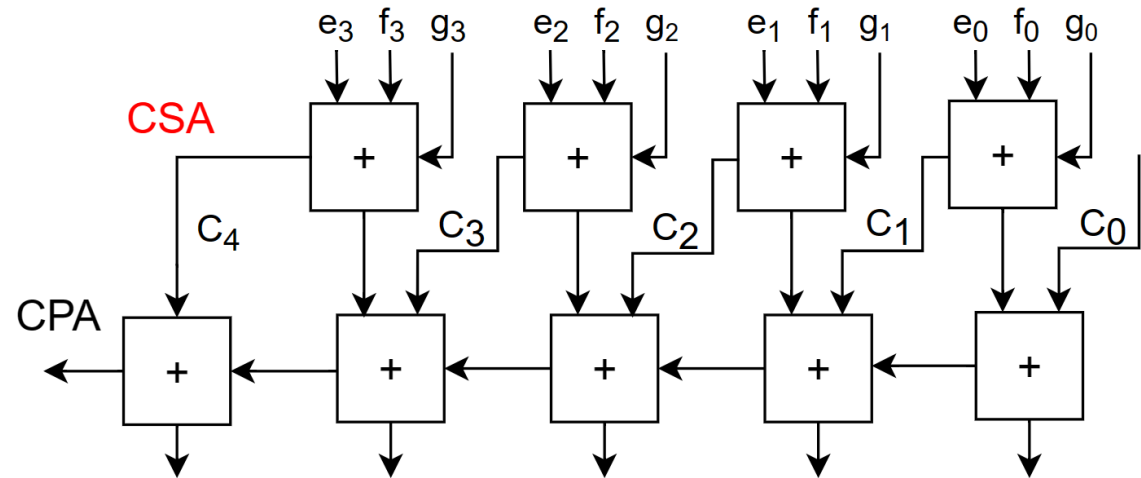 e₃ f₃ g₃ e₂ f₂ g₂ e₁ f₁ g₁ e₀ f₀ g₀
CSA
+ + + +
C₄ C₃ C₂ C₁ C₀
CPA
+ + + + +